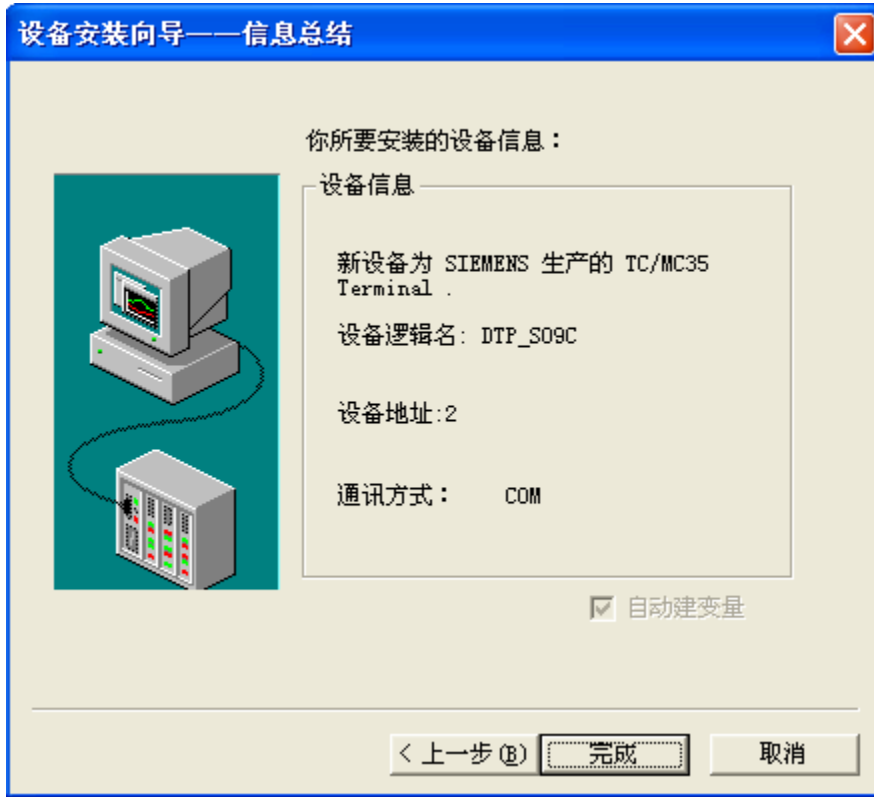 设备安装向导——信息总结
你所要安装的设备信息：
设备信息
新设备为 SIEMENS 生产的 TC/MC35
Terminal .
设备逻辑名: DTP_S09C
设备地址:2
通讯方式： COM
自动建变量
< 上一步(B)
完成
取消